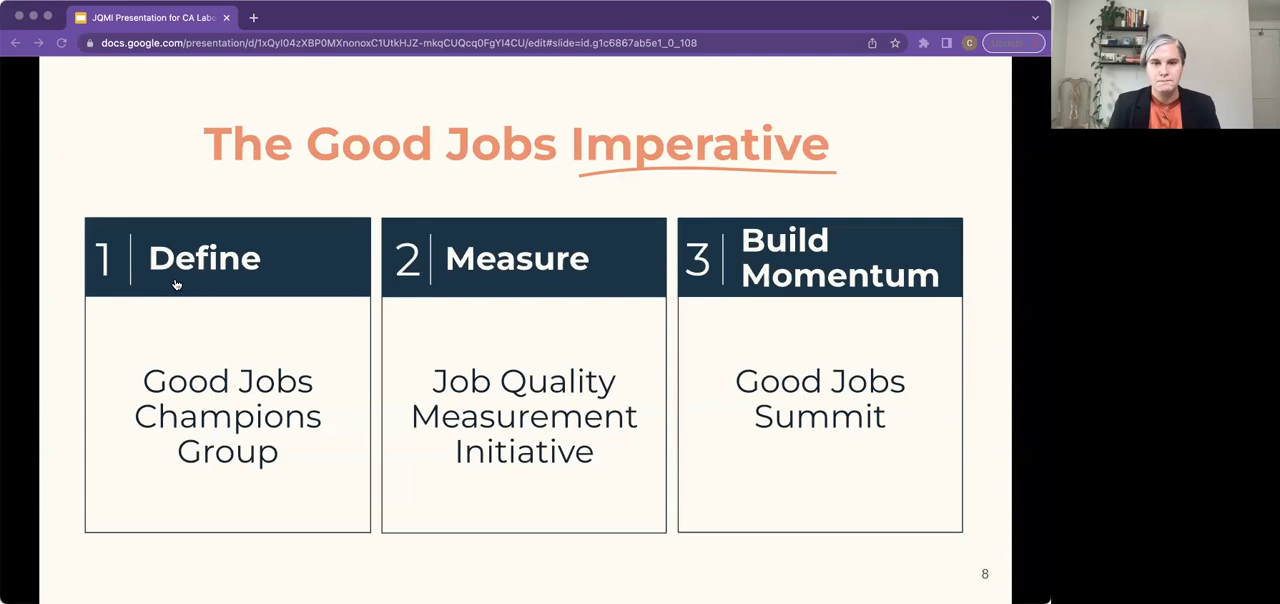 JQMI Presentation for CA Labo
docs.google.com/presentation/d/1xQyI04zXBP0MXnonoxC1UtkHJZ-mkqCUQcq0FgYI4CU/edit#slide=id.g1c6867ab5e1_0_108
C
Update
The Good Jobs Imperative
1
Define
Good Jobs
Champions
Group
2
Measure
Job Quality
Measurement
Initiative
3
Build
Momentum
Good Jobs
Summit
8